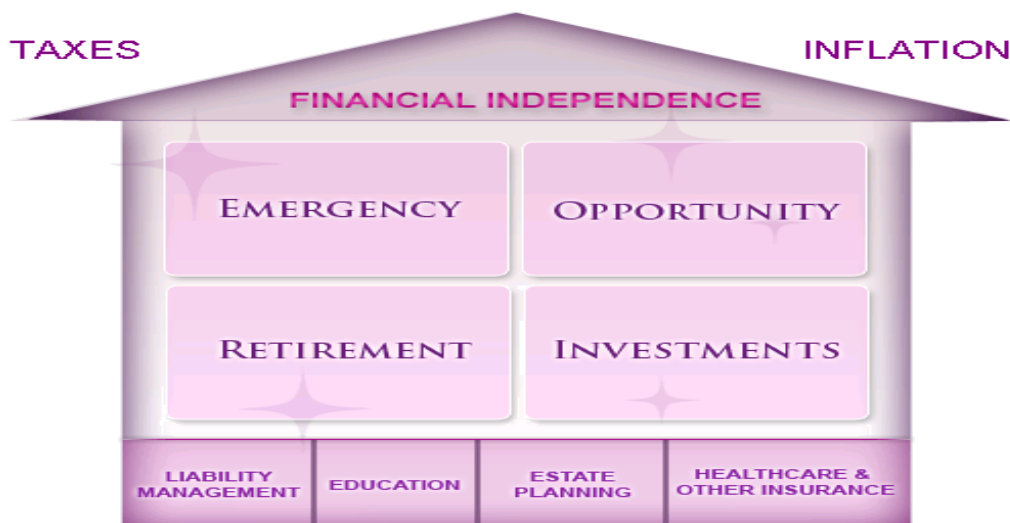 TAXES
INFLATION
FINANCIAL INDEPENDENCE
EMERGENCY
OPPORTUNITY
RETIREMENT
INVESTMENTS
LIABILITY
MANAGEMENT
EDUCATION
ESTATE
PLANNING
HEALTHCARE &
OTHER INSURANCE